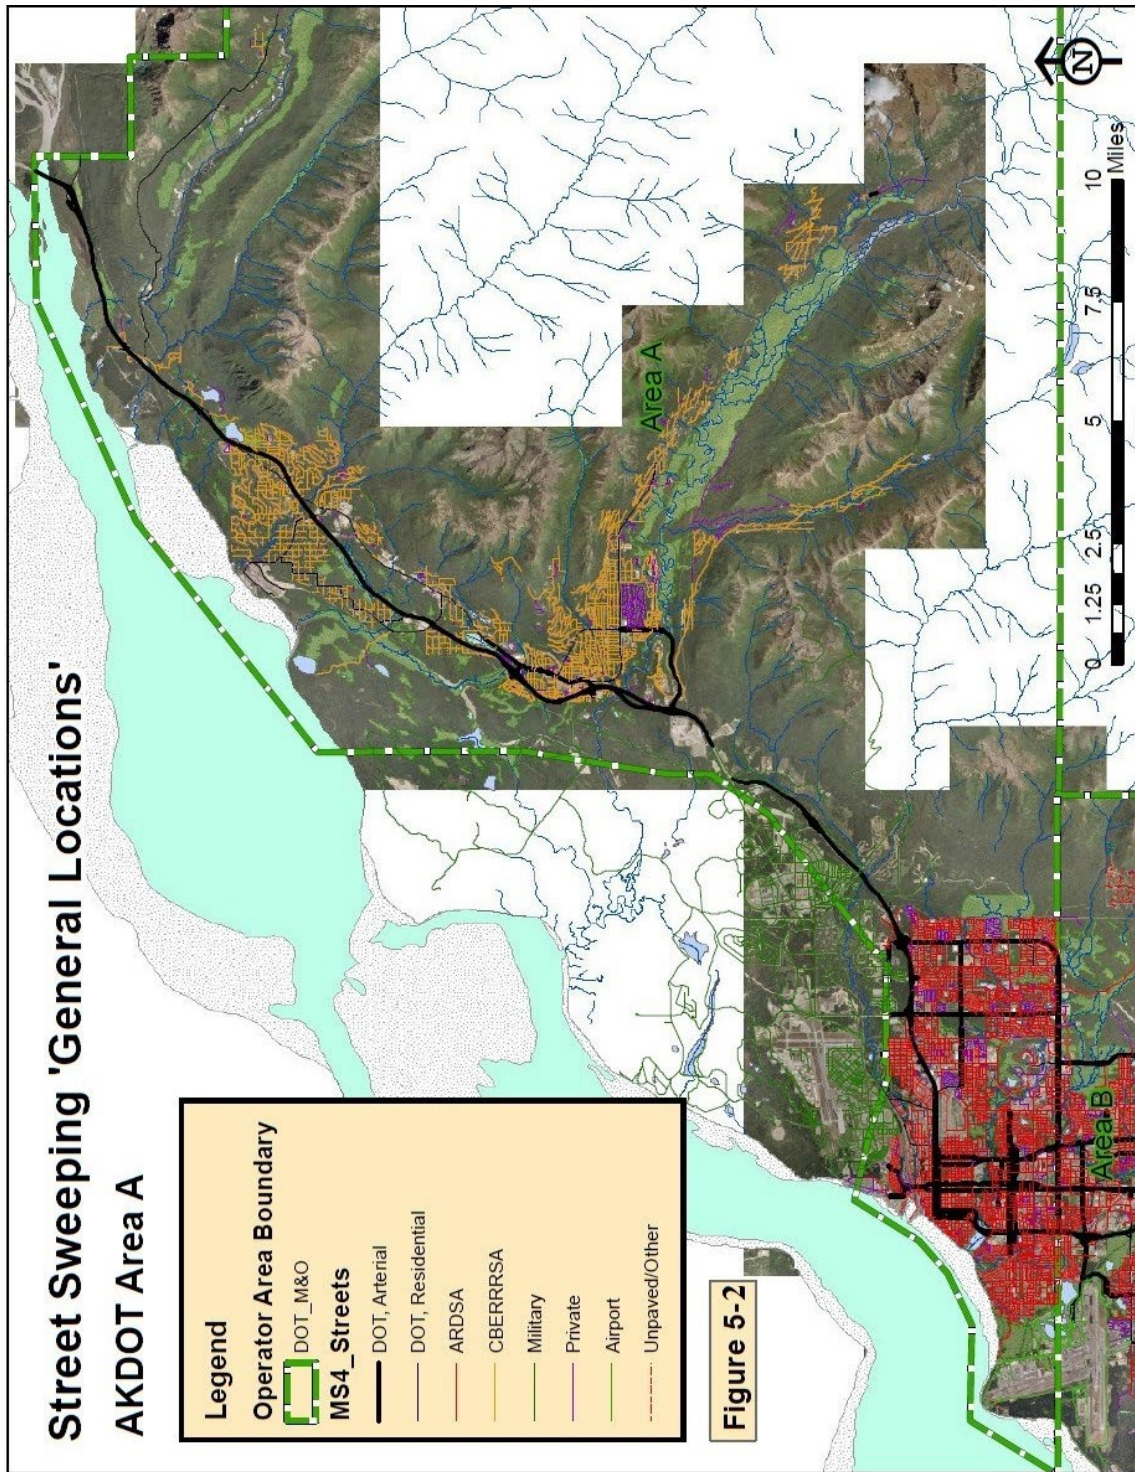 Street Sweeping 'General Locations'
AKDOT Area A
Legend
Operator Area Boundary
DOT_M&O
MS4_Streets
DOT, Arterial
DOT, Residential
ARDSA
CBERRRSA
Military
Private
Airport
Unpaved/Other
Figure 5-2
Area A
Area B
N
0 1.25 2.5 5 7.5 10
Miles